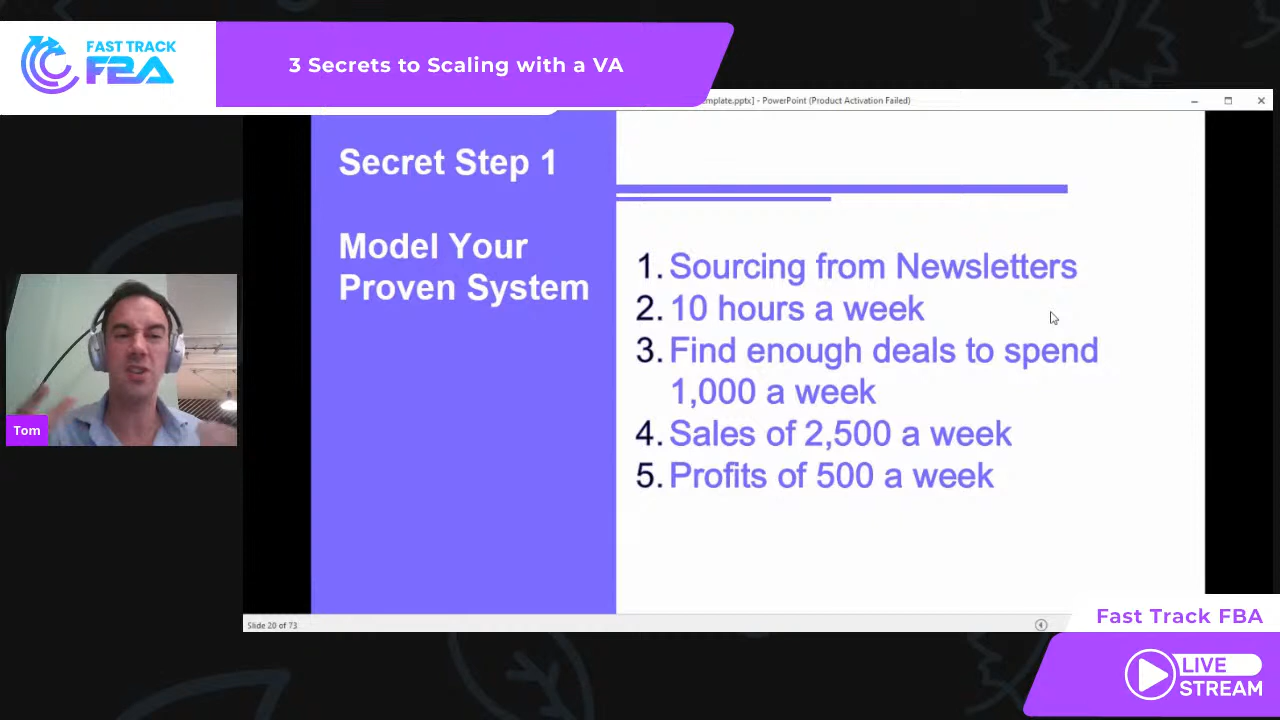 FAST TRACK
FBA
3 Secrets to Scaling with a VA
mplate.pptx] - PowerPoint (Product Activation Failed)
Secret Step 1
Model Your
Proven System
1. Sourcing from Newsletters
2. 10 hours a week
3. Find enough deals to spend
1,000 a week
4. Sales of 2,500 a week
5. Profits of 500 a week
Tom
Slide 20 of 73
Fast Track FBA
LIVE
STREAM